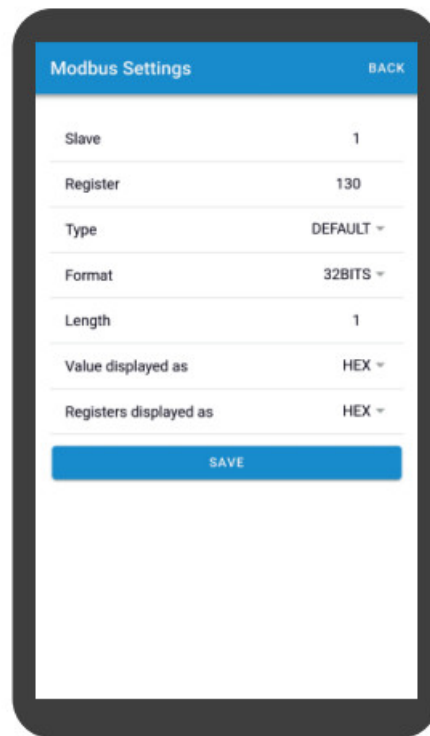 Modbus Settings BACK
Slave 1
Register 130
Type DEFAULT
Format 32BITS
Length 1
Value displayed as HEX
Registers displayed as HEX
SAVE